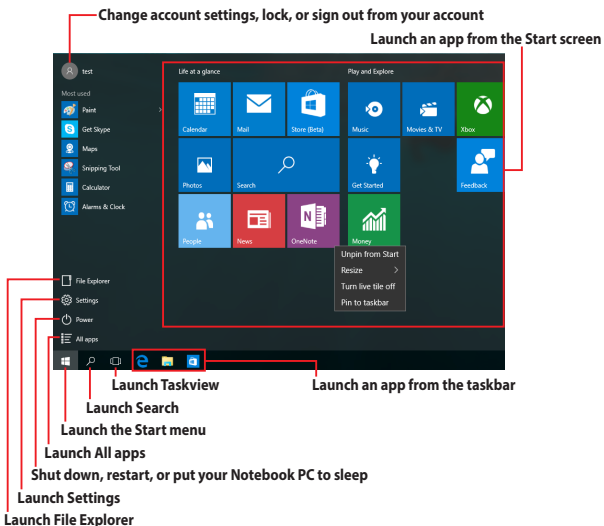 Change account settings, lock, or sign out from your account
Launch an app from the Start screen
test
Most used
Paint
Get Skype
Maps
Snipping Tool
Calculator
Alarms & Clock
File Explorer
Settings
Power
All apps
Life at a glance
Play and Explore
Calendar
Mail
Store (Beta)
Music
Movies & TV
Xbox
Photos
Search
Get Started
Feedback
People
News
OneNote
Money
Unpin from Start
Resize
Turn live tile off
Pin to taskbar
Launch Taskview
Launch an app from the taskbar
Launch Search
Launch the Start menu
Launch All apps
Shut down, restart, or put your Notebook PC to sleep
Launch Settings
Launch File Explorer